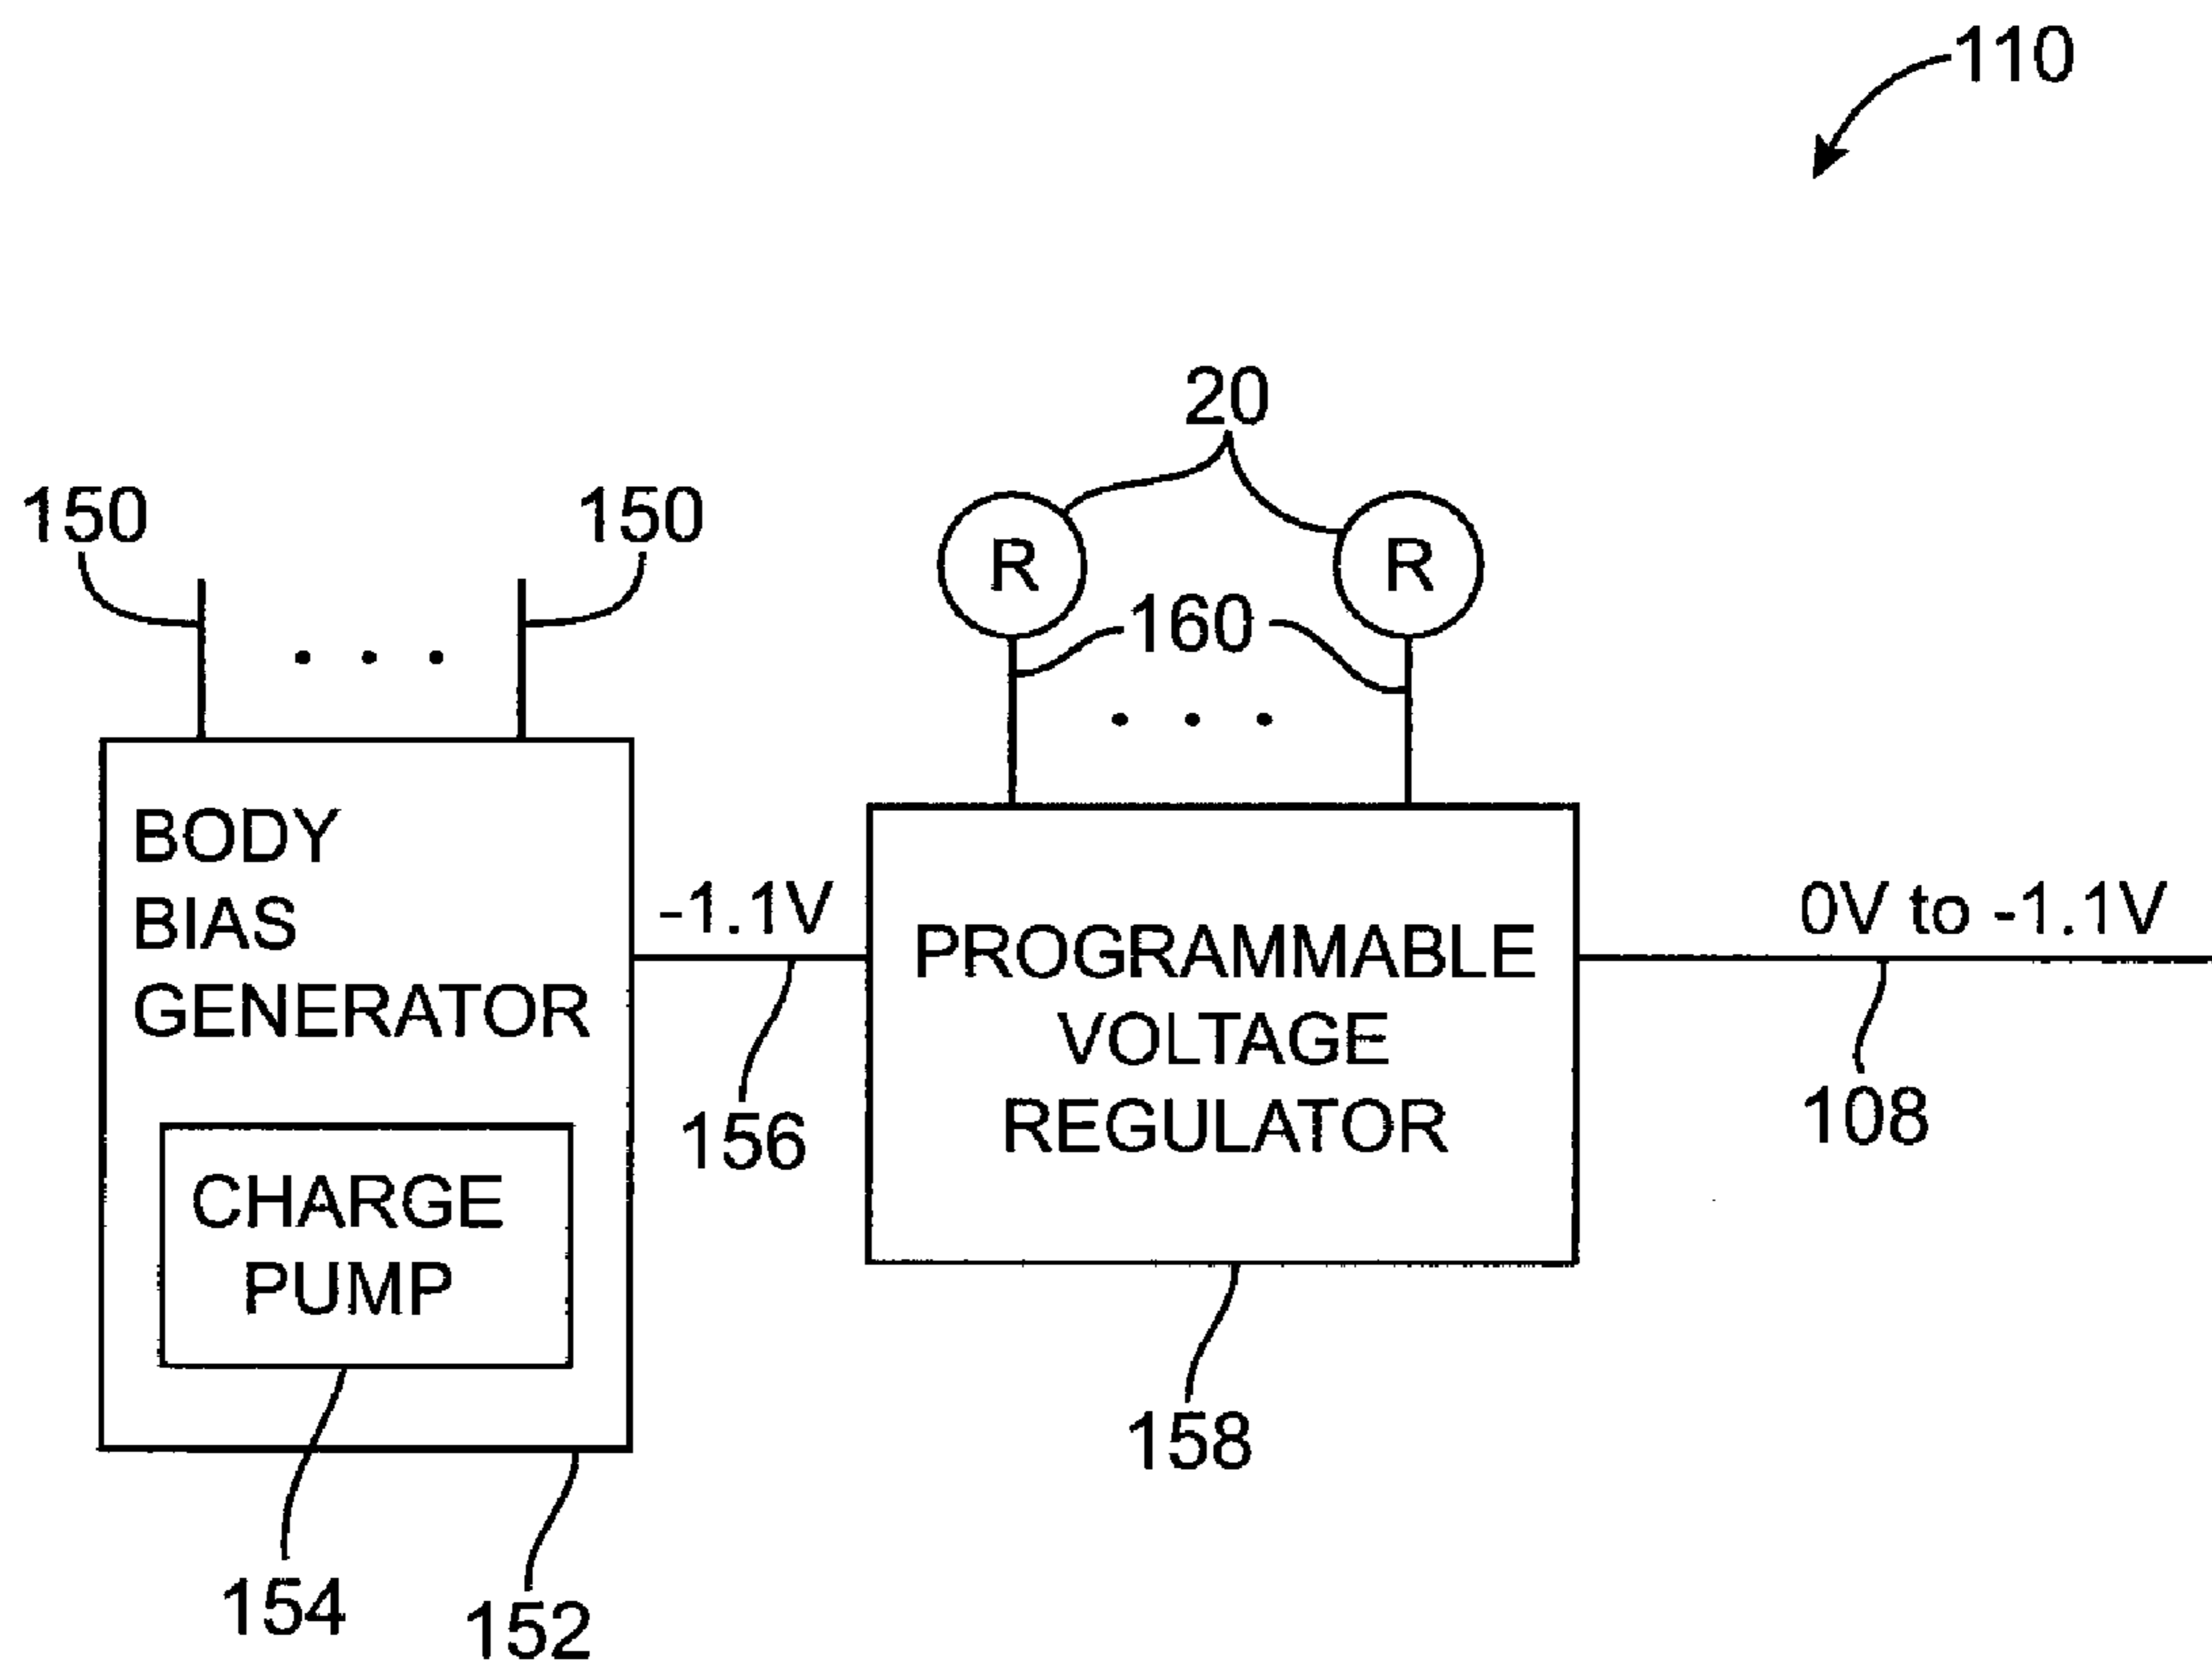 110
20
150
150
R
R
160
BODY
BIAS
GENERATOR
-1.1V
PROGRAMMABLE
VOLTAGE
REGULATOR
0V to -1.1V
156
108
CHARGE
PUMP
158
154
152